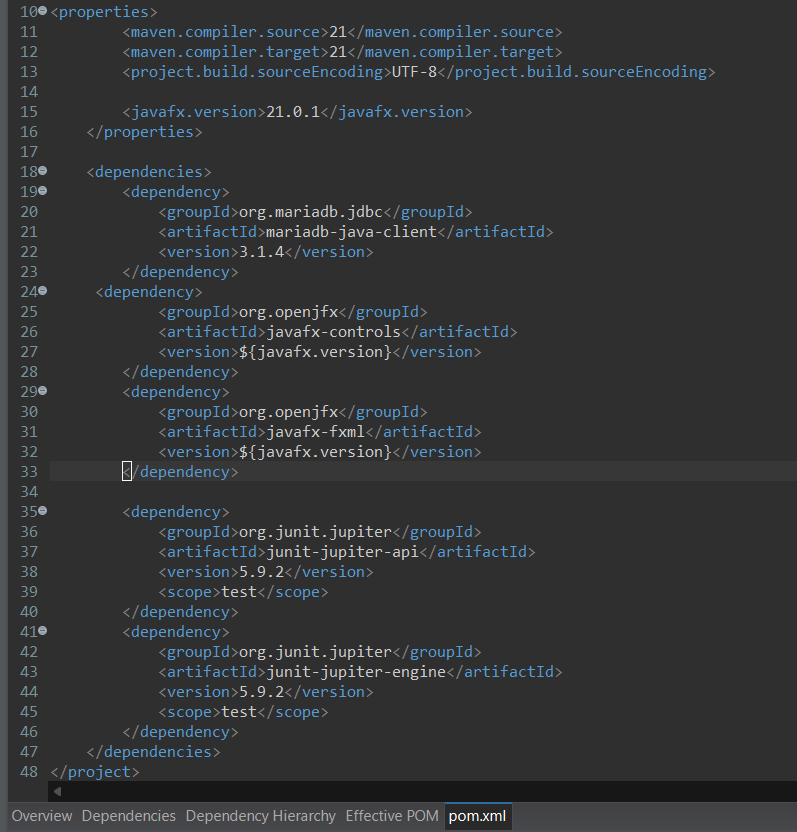 10 <properties>
11 <maven.compiler.source>21</maven.compiler.source>
12 <maven.compiler.target>21</maven.compiler.target>
13 <project.build.sourceEncoding>UTF-8</project.build.sourceEncoding>
14
15 <javafx.version>21.0.1</javafx.version>
16 </properties>
17
18 <dependencies>
19 <dependency>
20 <groupId>org.mariadb.jdbc</groupId>
21 <artifactId>mariadb-java-client</artifactId>
22 <version>3.1.4</version>
23 </dependency>
24 <dependency>
25 <groupId>org.openjfx</groupId>
26 <artifactId>javafx-controls</artifactId>
27 <version>${javafx.version}</version>
28 </dependency>
29 <dependency>
30 <groupId>org.openjfx</groupId>
31 <artifactId>javafx-fxml</artifactId>
32 <version>${javafx.version}</version>
33 </dependency>
34
35 <dependency>
36 <groupId>org.junit.jupiter</groupId>
37 <artifactId>junit-jupiter-api</artifactId>
38 <version>5.9.2</version>
39 <scope>test</scope>
40 </dependency>
41 <dependency>
42 <groupId>org.junit.jupiter</groupId>
43 <artifactId>junit-jupiter-engine</artifactId>
44 <version>5.9.2</version>
45 <scope>test</scope>
46 </dependency>
47 </dependencies>
48 </project>
Overview Dependencies Dependency Hierarchy Effective POM pom.xml